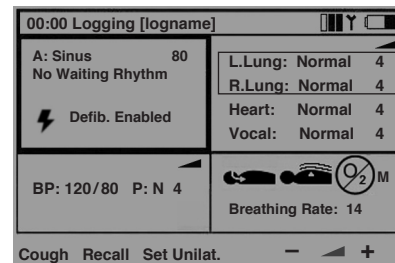 00:00 Logging [logname]
A: Sinus 80
No Waiting Rhythm
Defib. Enabled
L.Lung: Normal 4
R.Lung: Normal 4
Heart: Normal 4
Vocal: Normal 4
BP: 120/80 P: N 4
O2 M
Breathing Rate: 14
Cough Recall Set Unilat. − +